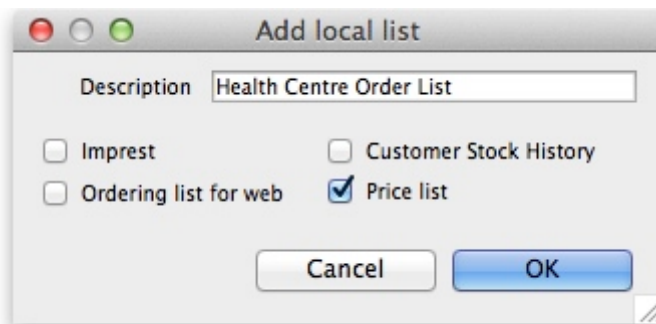 Add local list
Description Health Centre Order List
Imprest Customer Stock History
Ordering list for web Price list
Cancel OK